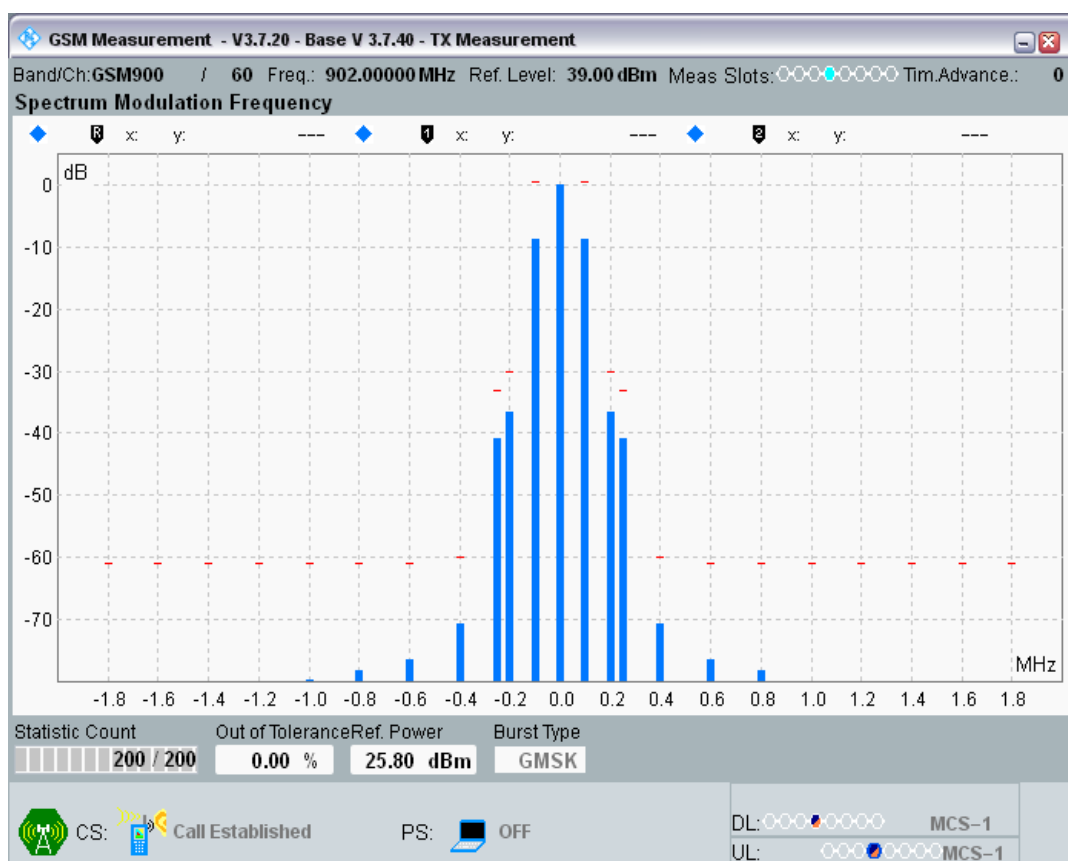 GSM Measurement - V3.7.20 - Base V 3.7.40 - TX Measurement
Band/Ch:GSM900 / 60 Freq.: 902.00000 MHz Ref. Level: 39.00 dBm Meas Slots: Tim.Advance.: 0
Spectrum Modulation Frequency
R x: y: --- 1 x: y: --- 2 x: y: ---
dB
0
-10
-20
-30
-40
-50
-60
-70
MHz
-1.8 -1.6 -1.4 -1.2 -1.0 -0.8 -0.6 -0.4 -0.2 0.0 0.2 0.4 0.6 0.8 1.0 1.2 1.4 1.6 1.8
Statistic Count Out of Tolerance Ref. Power Burst Type
200 / 200 0.00 % 25.80 dBm GMSK
CS: Call Established PS: OFF
DL: MCS-1
UL: MCS-1